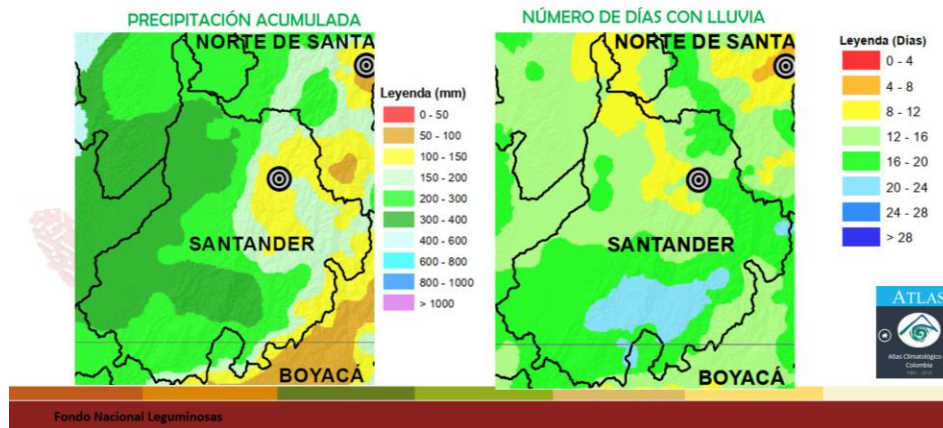 PRECIPITACIÓN ACUMULADA
NORTE DE SANTA
SANTANDER
BOYACÁ
Leyenda (mm)
0 - 50
50 - 100
100 - 150
150 - 200
200 - 300
300 - 400
400 - 600
600 - 800
800 - 1000
> 1000
NÚMERO DE DÍAS CON LLUVIA
NORTE DE SANTA
SANTANDER
BOYACÁ
Leyenda (Días)
0 - 4
4 - 8
8 - 12
12 - 16
16 - 20
20 - 24
24 - 28
> 28
ATLAS
Atlas Climatológico
Colombia
Fondo Nacional Leguminosas